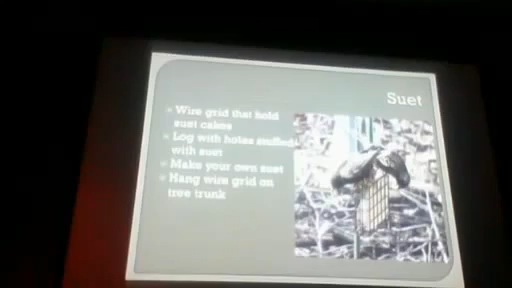 Suet
Wire grid that hold
suet cakes
Log with holes stuffed
with suet
Make your own suet
Hang wire grid on
tree trunk